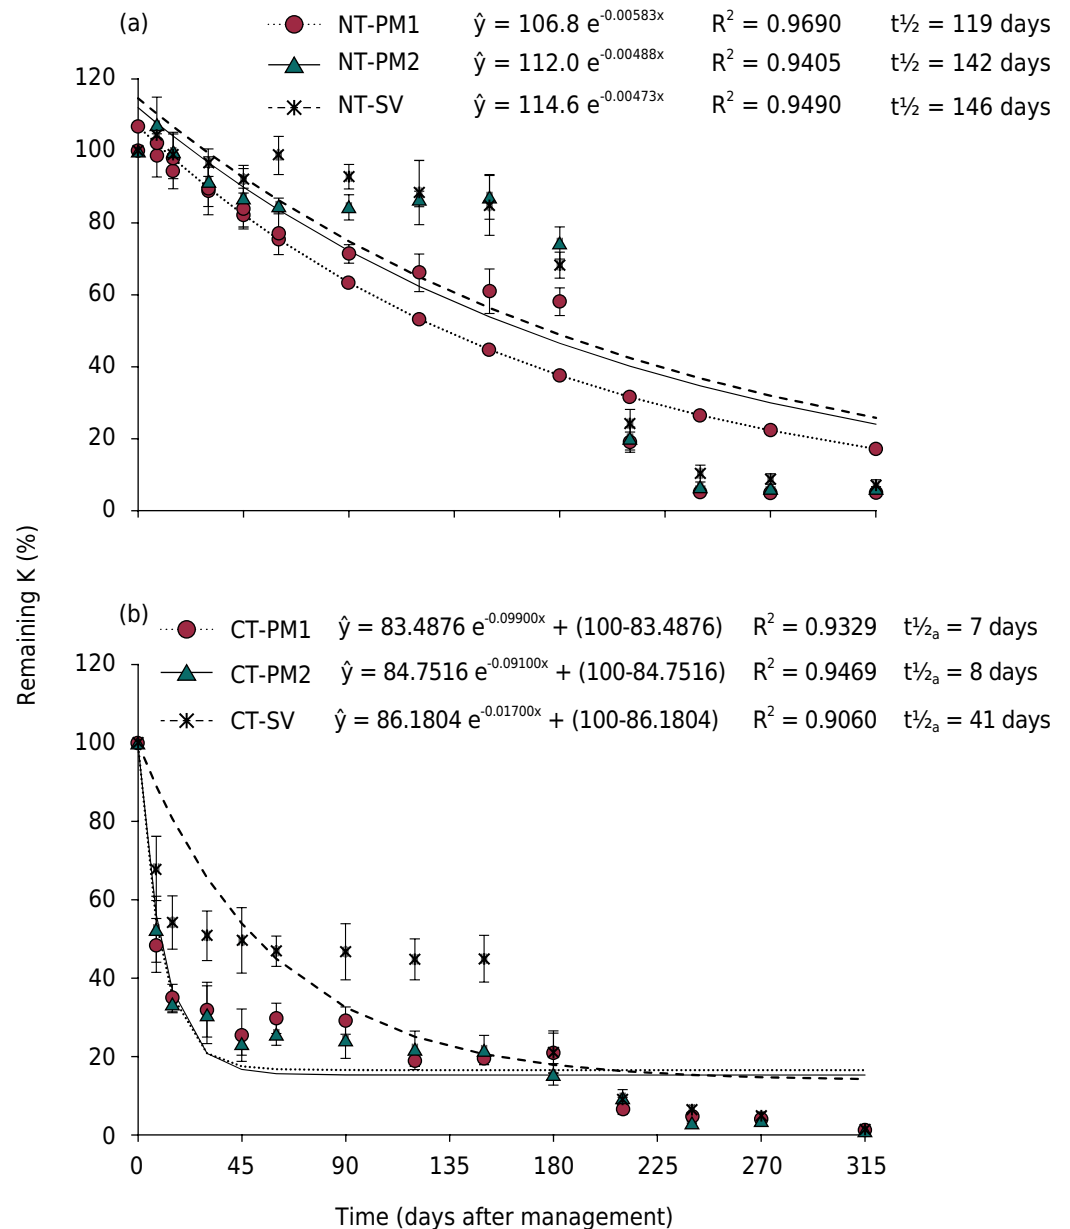 (a) NT-PM1 ŷ = 106.8 e^-0.00583x R² = 0.9690 t½ = 119 days
NT-PM2 ŷ = 112.0 e^-0.00488x R² = 0.9405 t½ = 142 days
NT-SV ŷ = 114.6 e^-0.00473x R² = 0.9490 t½ = 146 days
120
100
80
60
40
20
0
Remaining K (%)
(b) CT-PM1 ŷ = 83.4876 e^-0.09900x + (100-83.4876) R² = 0.9329 t½ₐ = 7 days
CT-PM2 ŷ = 84.7516 e^-0.09100x + (100-84.7516) R² = 0.9469 t½ₐ = 8 days
CT-SV ŷ = 86.1804 e^-0.01700x + (100-86.1804) R² = 0.9060 t½ₐ = 41 days
120
100
80
60
40
20
0
0 45 90 135 180 225 270 315
Time (days after management)